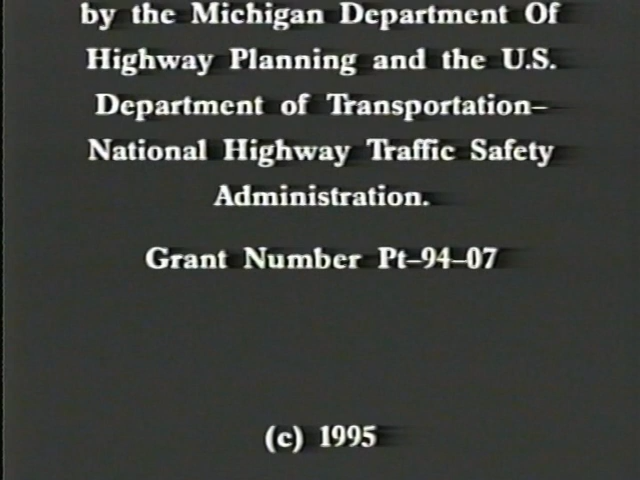 by the Michigan Department Of
Highway Planning and the U.S.
Department of Transportation–
National Highway Traffic Safety
Administration.
Grant Number Pt–94–07
(c) 1995